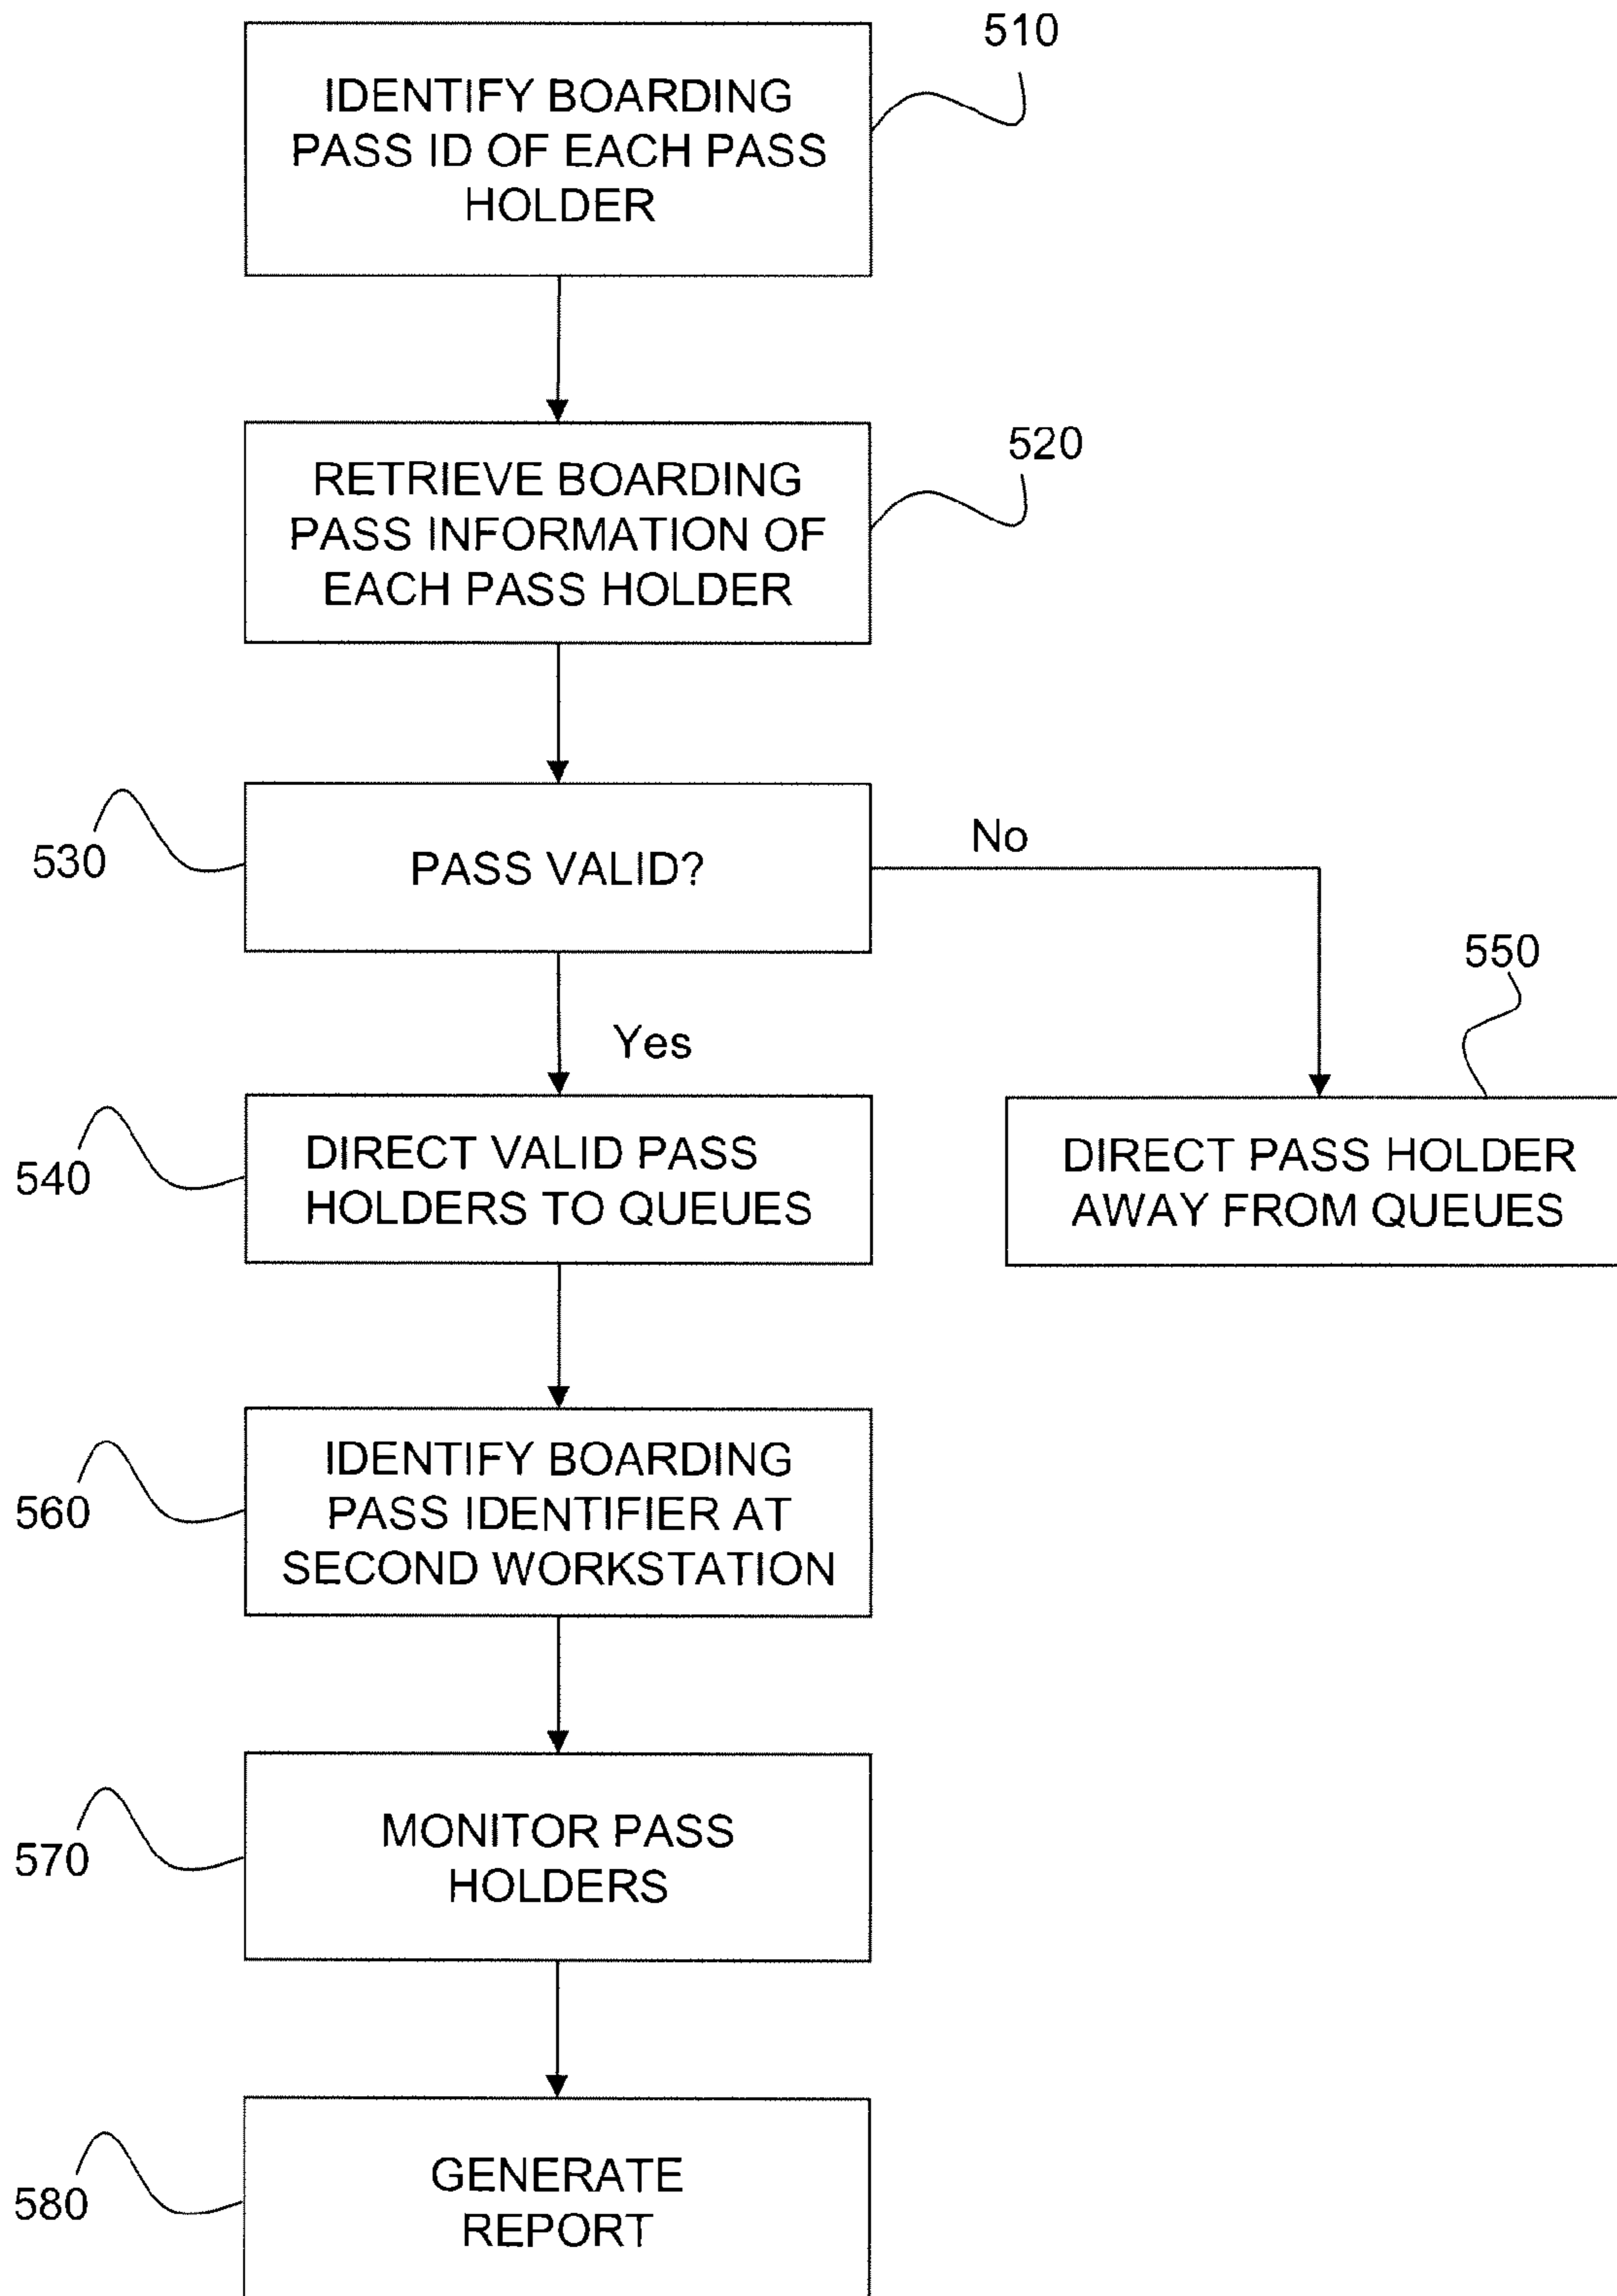 510
IDENTIFY BOARDING
PASS ID OF EACH PASS
HOLDER
520
RETRIEVE BOARDING
PASS INFORMATION OF
EACH PASS HOLDER
530
PASS VALID?
No
Yes
540
DIRECT VALID PASS
HOLDERS TO QUEUES
550
DIRECT PASS HOLDER
AWAY FROM QUEUES
560
IDENTIFY BOARDING
PASS IDENTIFIER AT
SECOND WORKSTATION
570
MONITOR PASS
HOLDERS
580
GENERATE
REPORT